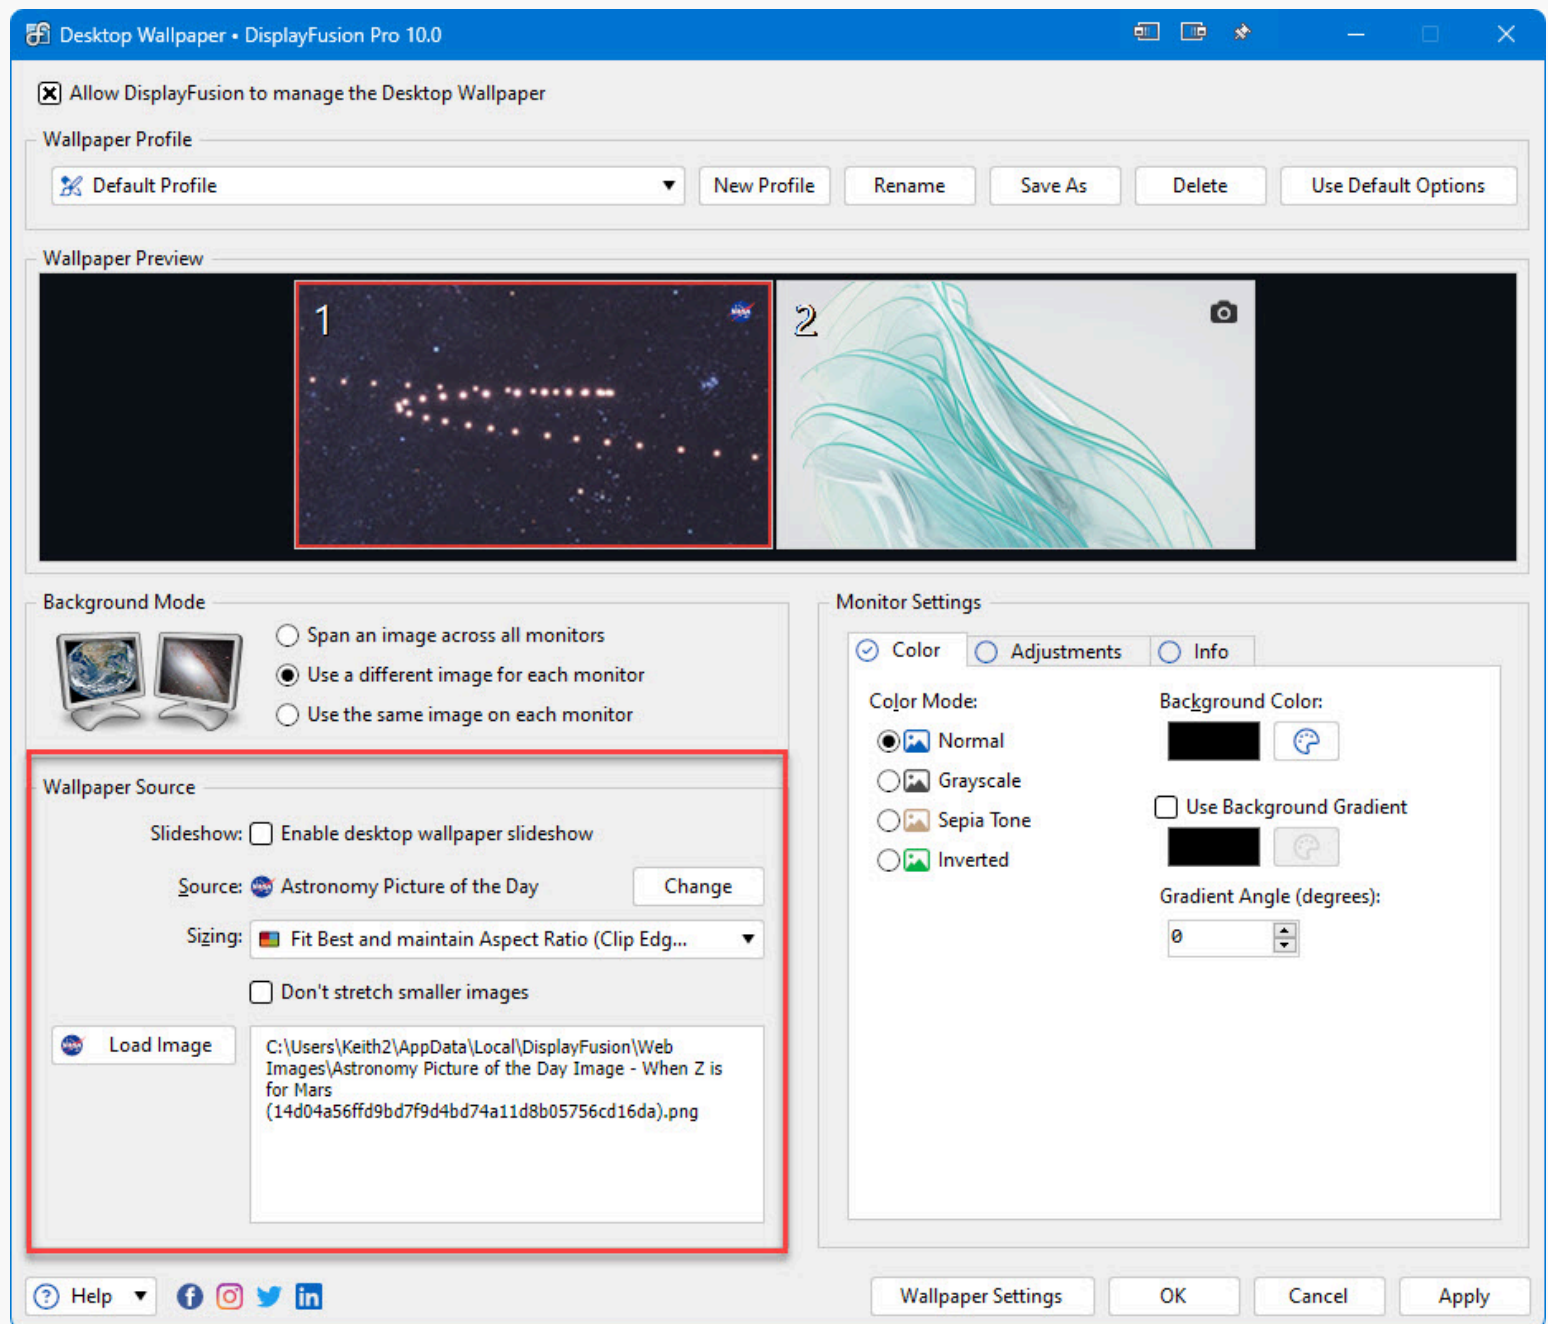 Desktop Wallpaper • DisplayFusion Pro 10.0
Allow DisplayFusion to manage the Desktop Wallpaper
Wallpaper Profile
Default Profile
New Profile
Rename
Save As
Delete
Use Default Options
Wallpaper Preview
1
NASA
2
Background Mode
Span an image across all monitors
Use a different image for each monitor
Use the same image on each monitor
Wallpaper Source
Slideshow: Enable desktop wallpaper slideshow
Source: Astronomy Picture of the Day
Change
Sizing: Fit Best and maintain Aspect Ratio (Clip Edg...
Don't stretch smaller images
Load Image
C:\Users\Keith2\AppData\Local\DisplayFusion\Web
Images\Astronomy Picture of the Day Image - When Z is
for Mars
(14d04a56ffd9bd7f9d4bd74a11d8b05756cd16da).png
Monitor Settings
Color
Adjustments
Info
Color Mode:
Normal
Grayscale
Sepia Tone
Inverted
Background Color:
Use Background Gradient
Gradient Angle (degrees):
0
Help
Wallpaper Settings
OK
Cancel
Apply